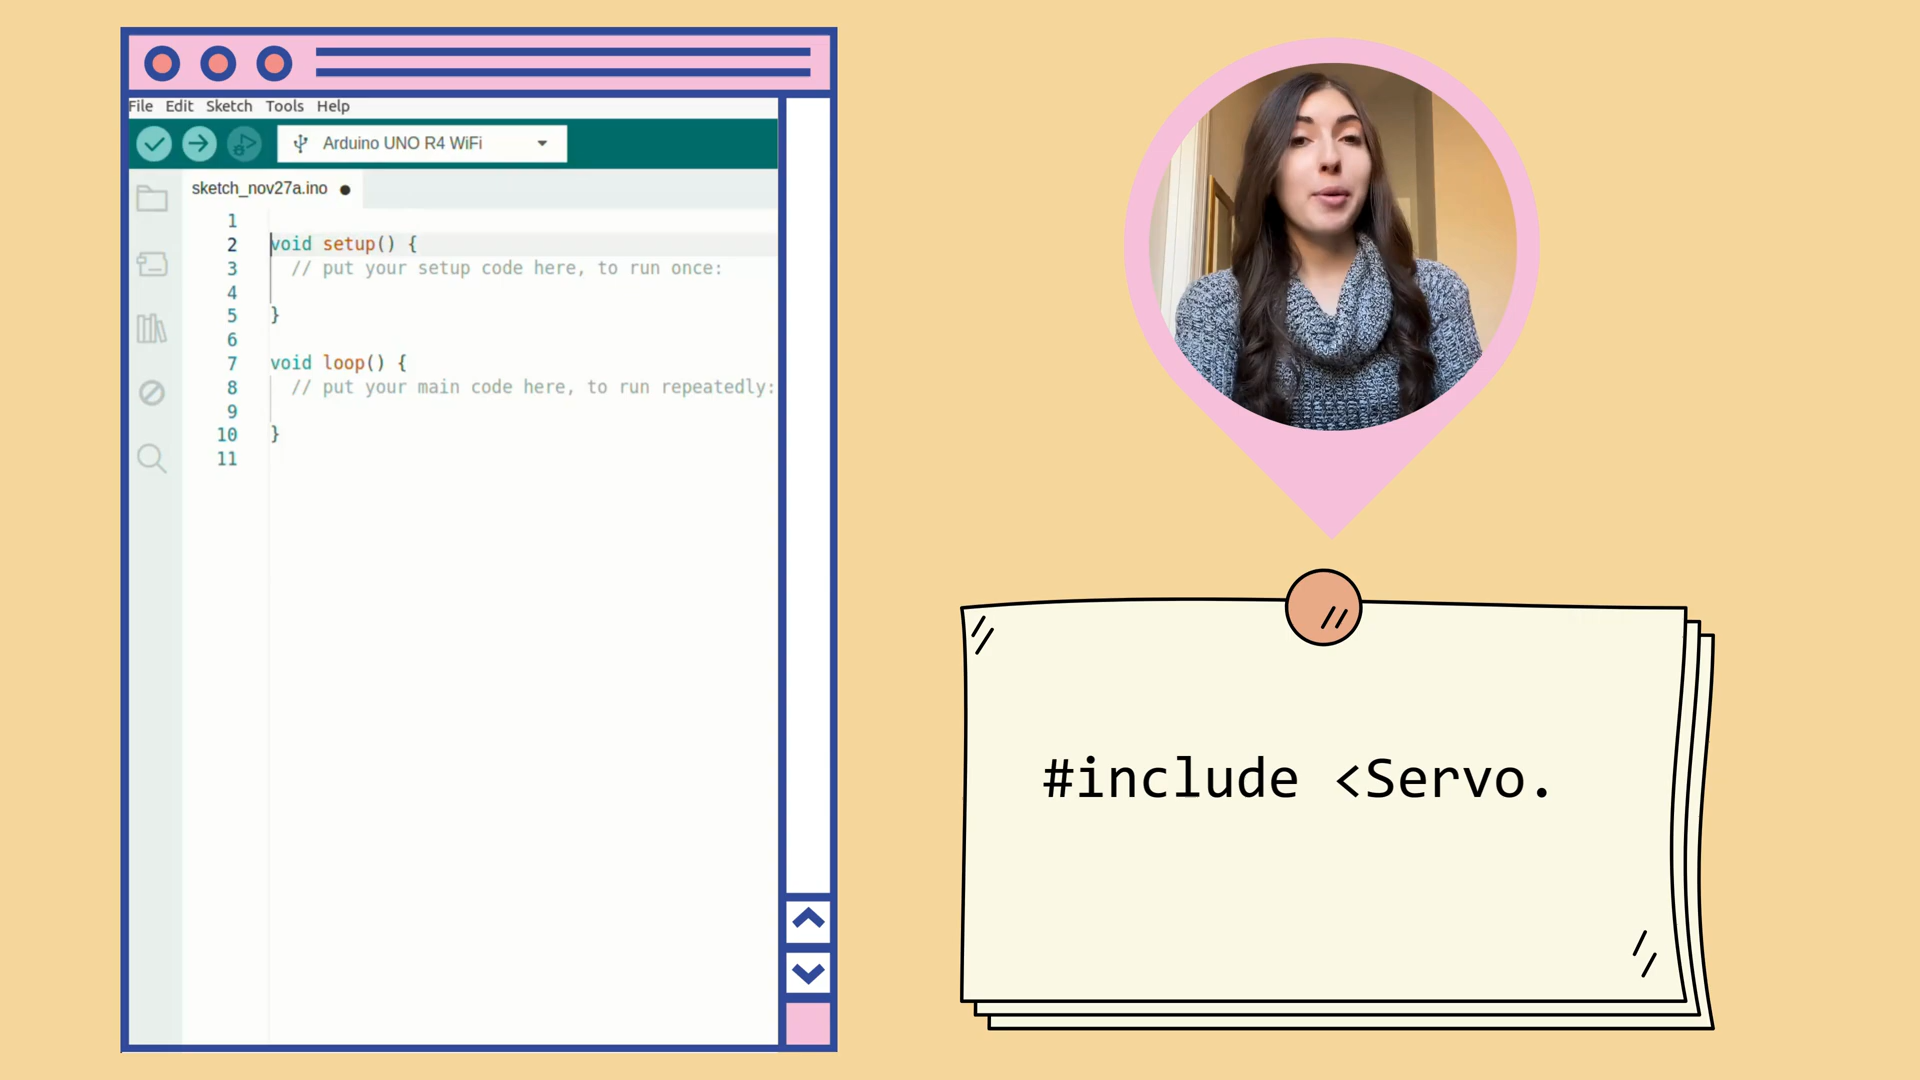 File Edit Sketch Tools Help
Arduino UNO R4 WiFi
sketch_nov27a.ino
1
2 void setup() {
3 // put your setup code here, to run once:
4
5 }
6
7 void loop() {
8 // put your main code here, to run repeatedly:
9
10 }
11
#include <Servo.